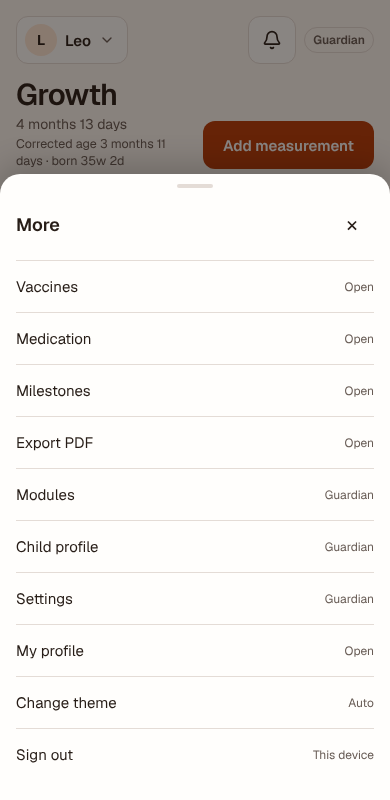 L Leo Guardian
Growth
4 months 13 days
Corrected age 3 months 11
days · born 35w 2d
Add measurement
More
Vaccines Open
Medication Open
Milestones Open
Export PDF Open
Modules Guardian
Child profile Guardian
Settings Guardian
My profile Open
Change theme Auto
Sign out This device